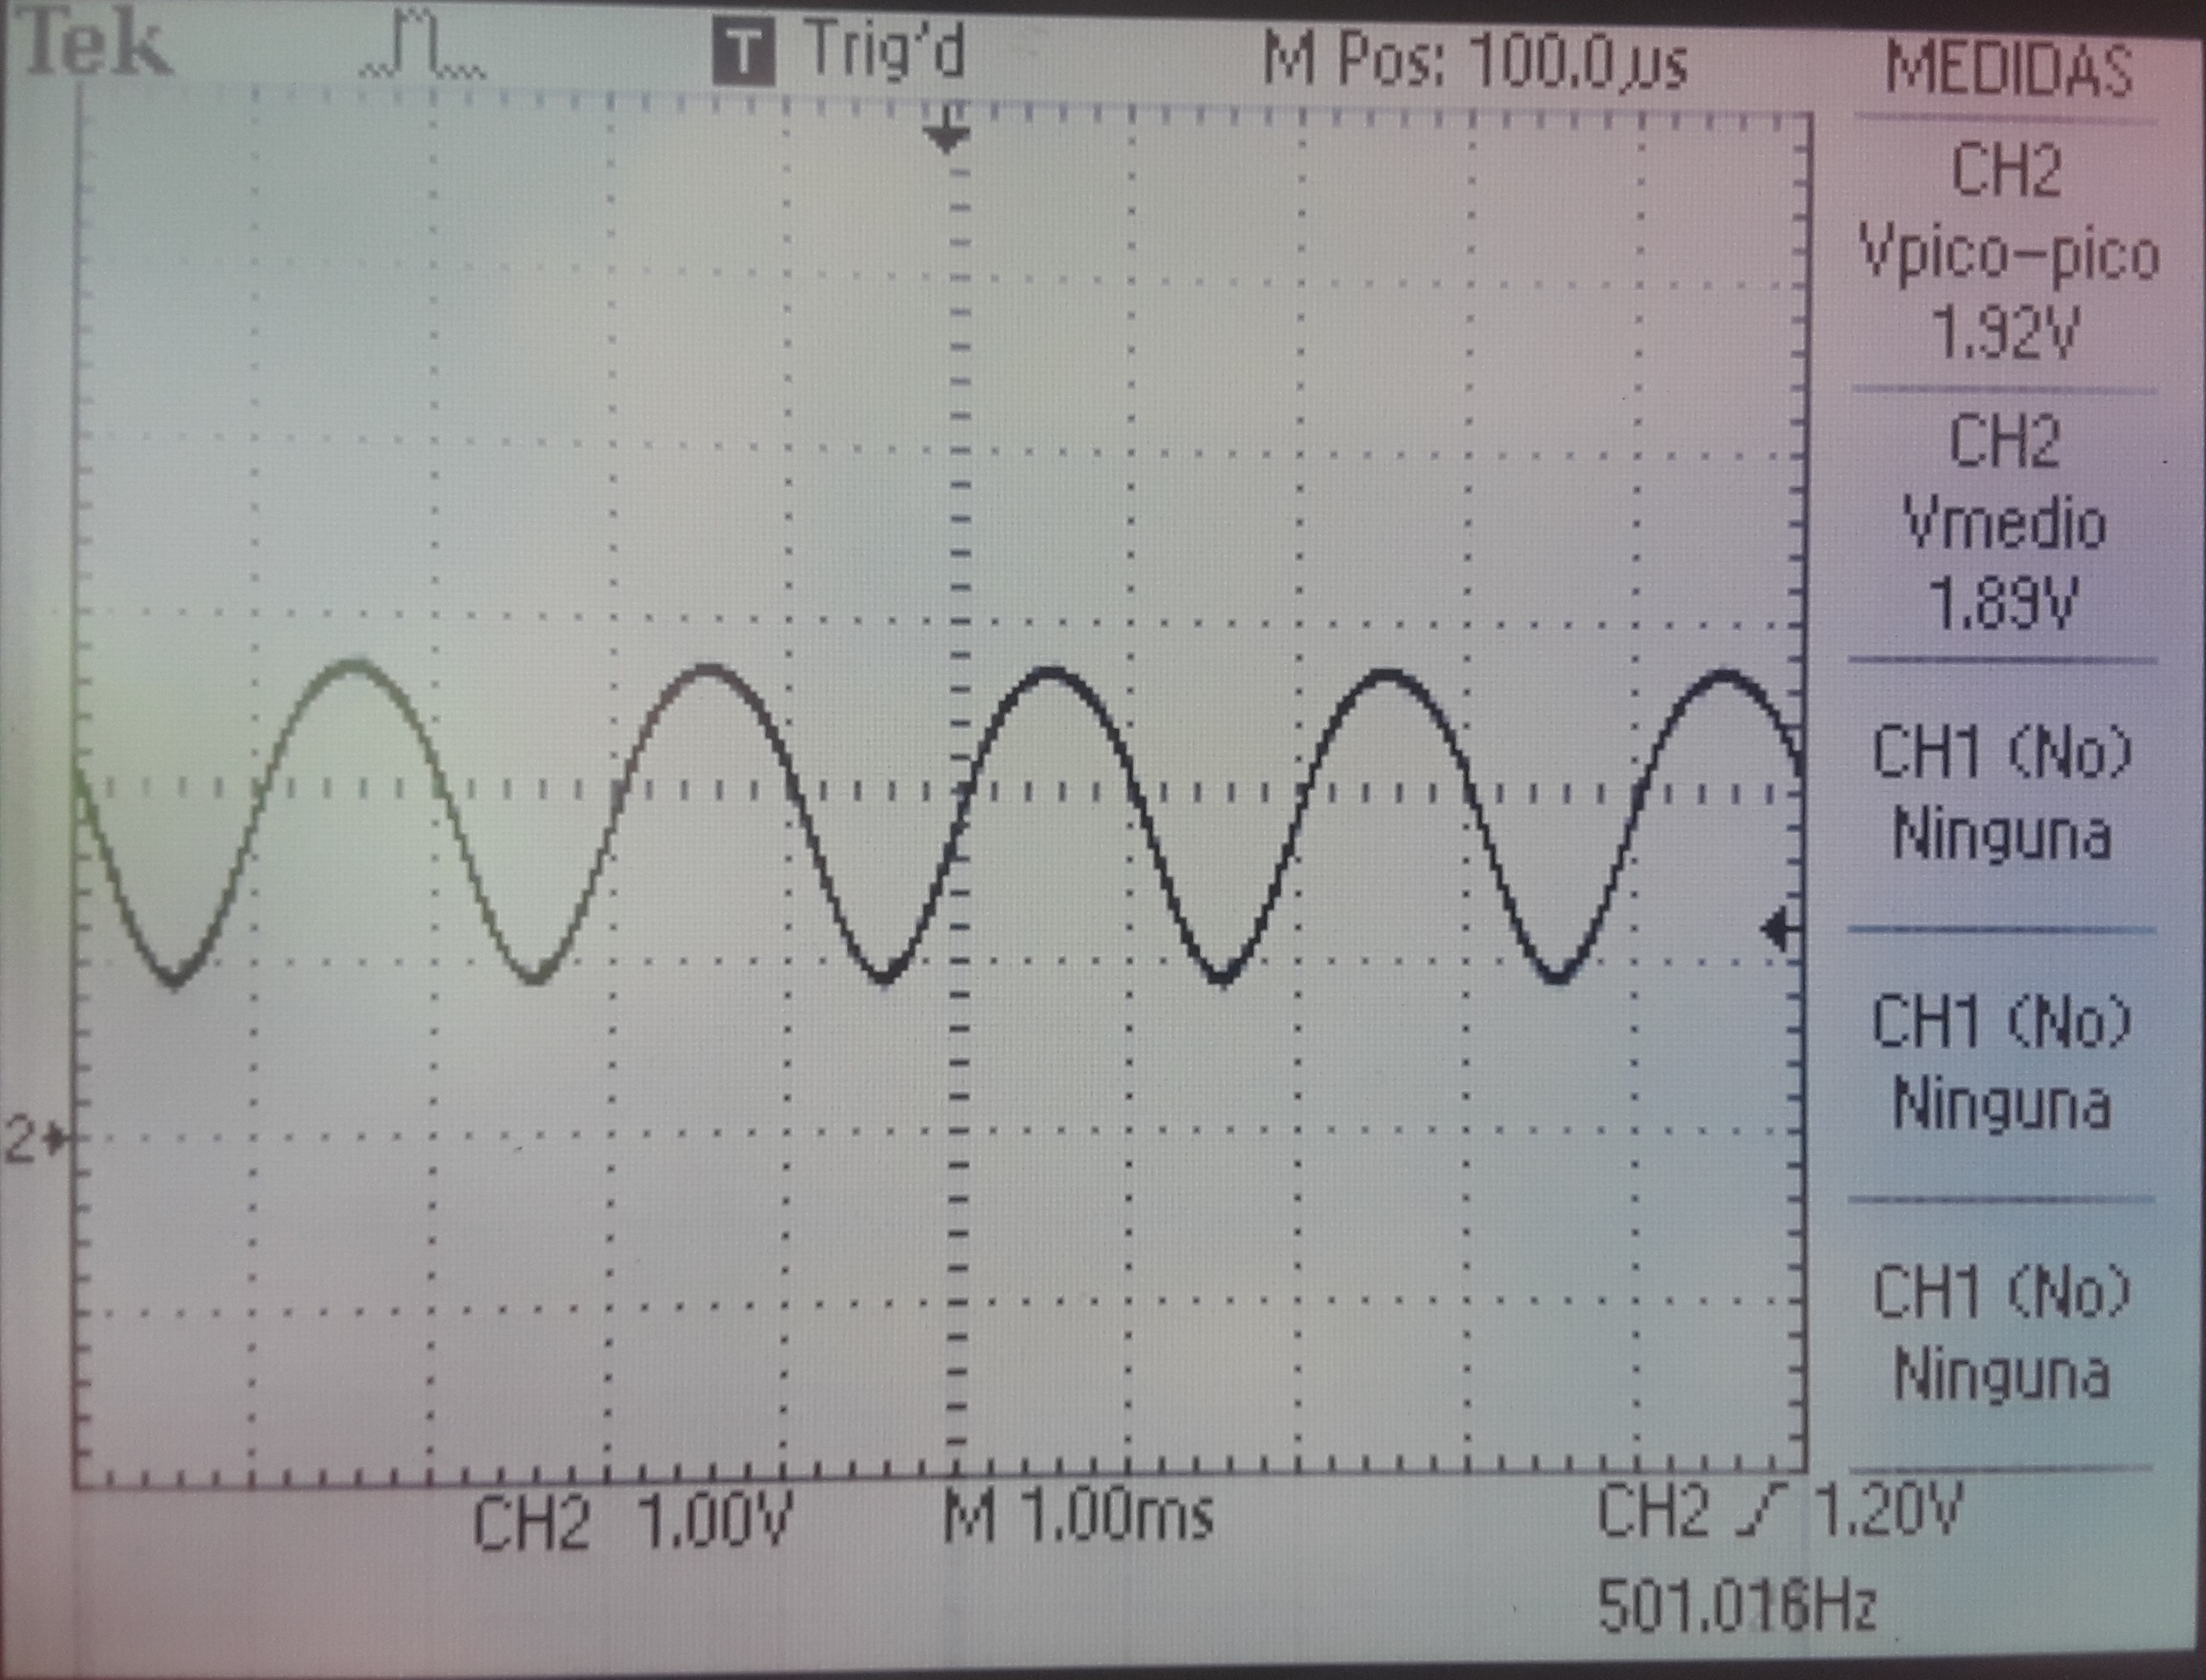 Tek T Trig'd M Pos: 100.0µs MEDIDAS
CH2
Vpico-pico
1.92V
CH2
Vmedio
1.89V
CH1 (No)
Ninguna
CH1 (No)
Ninguna
CH1 (No)
Ninguna
2
CH2 1.00V M 1.00ms CH2 1.20V
501.016Hz